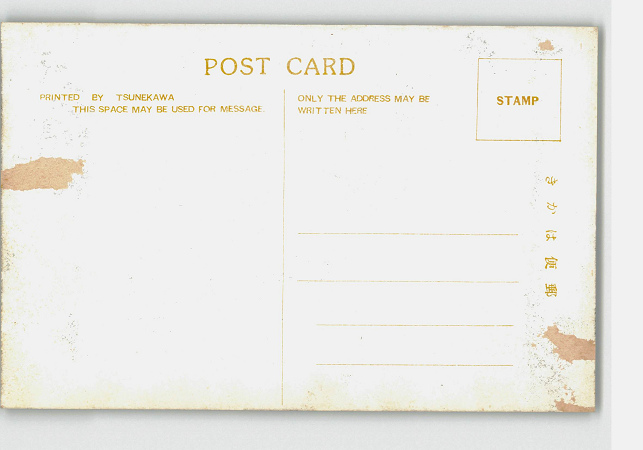 POST CARD
PRINTED BY TSUNEKAWA
THIS SPACE MAY BE USED FOR MESSAGE.
ONLY THE ADDRESS MAY BE
WRITTEN HERE
STAMP
郵便はかき